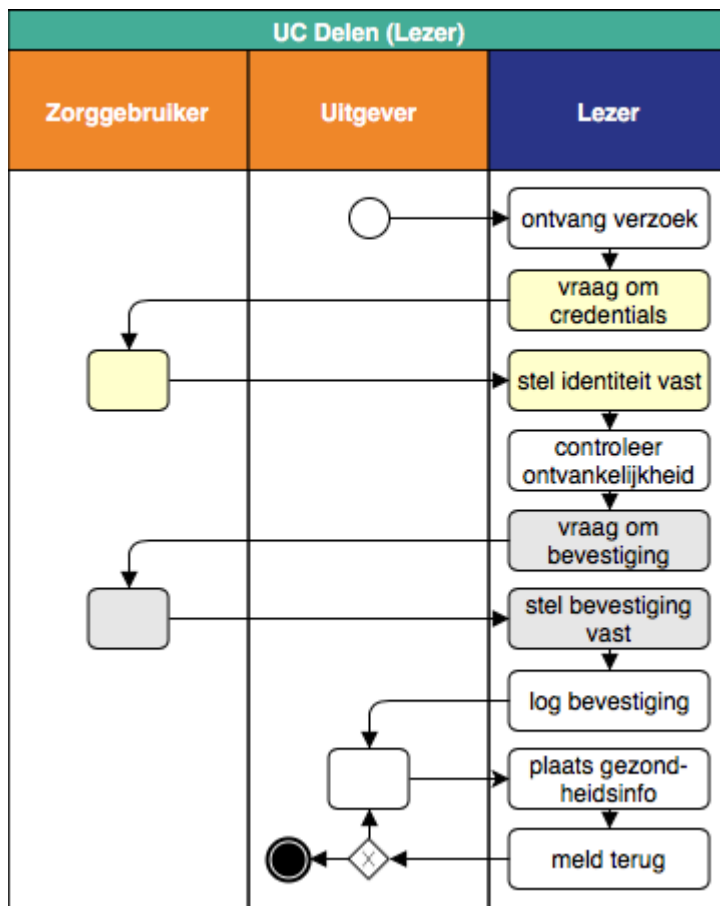 UC Delen (Lezer)
Zorggebruiker
Uitgever
Lezer
ontvang verzoek
vraag om
credentials
stel identiteit vast
controleer
ontvankelijkheid
vraag om
bevestiging
stel bevestiging
vast
log bevestiging
plaats gezond-
heidsinfo
X
meld terug